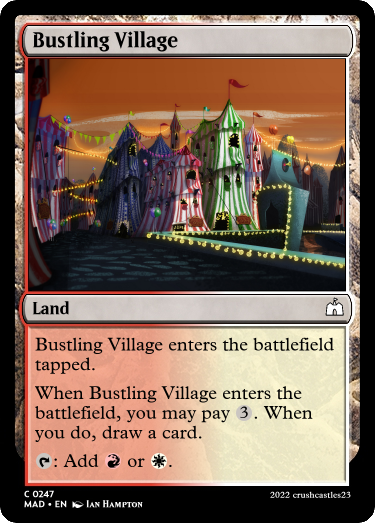 Bustling Village
Land
Bustling Village enters the battlefield
tapped.
When Bustling Village enters the
battlefield, you may pay 3. When
you do, draw a card.
: Add or .
C 0247
MAD • EN Ian Hampton
2022 crushcastles23